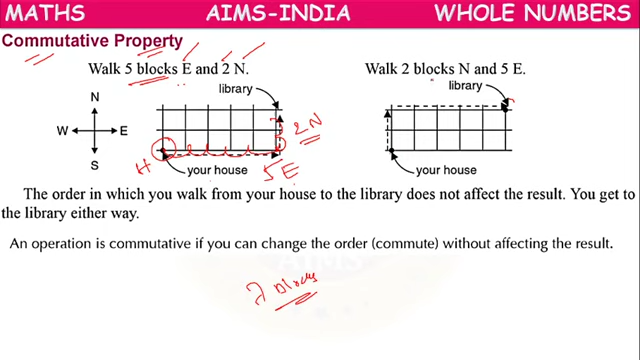 MATHS AIMS-INDIA WHOLE NUMBERS
Commutative Property
Walk 5 blocks E and 2 N.
Walk 2 blocks N and 5 E.
library
library
N
W E
S
2 N
H
5 E
your house
your house
The order in which you walk from your house to the library does not affect the result. You get to
the library either way.
An operation is commutative if you can change the order (commute) without affecting the result.
7 blocks